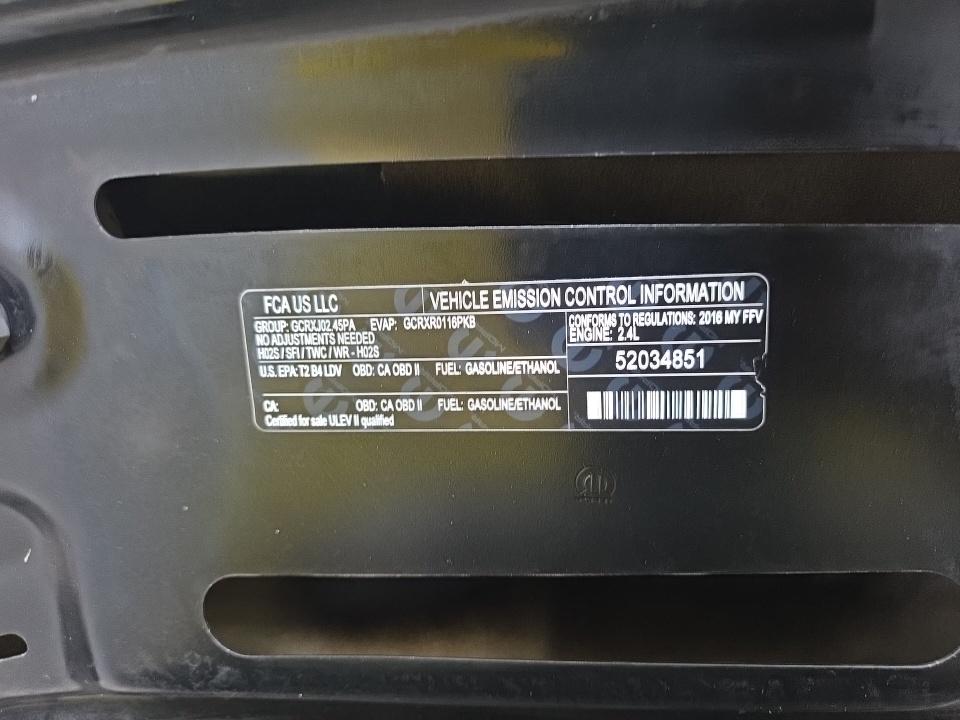 FCA US LLC
VEHICLE EMISSION CONTROL INFORMATION
GROUP: GCRXJ02.45PA EVAP: GCRXR0116PKB
NO ADJUSTMENTS NEEDED
H02S / SFI / TWC / WR - H02S
CONFORMS TO REGULATIONS: 2016 MY FFV
ENGINE: 2.4L
U.S. EPA: T2 B4 LDV OBD: CA OBD II FUEL: GASOLINE/ETHANOL
52034851
CA: OBD: CA OBD II FUEL: GASOLINE/ETHANOL
Certified for sale ULEV II qualified